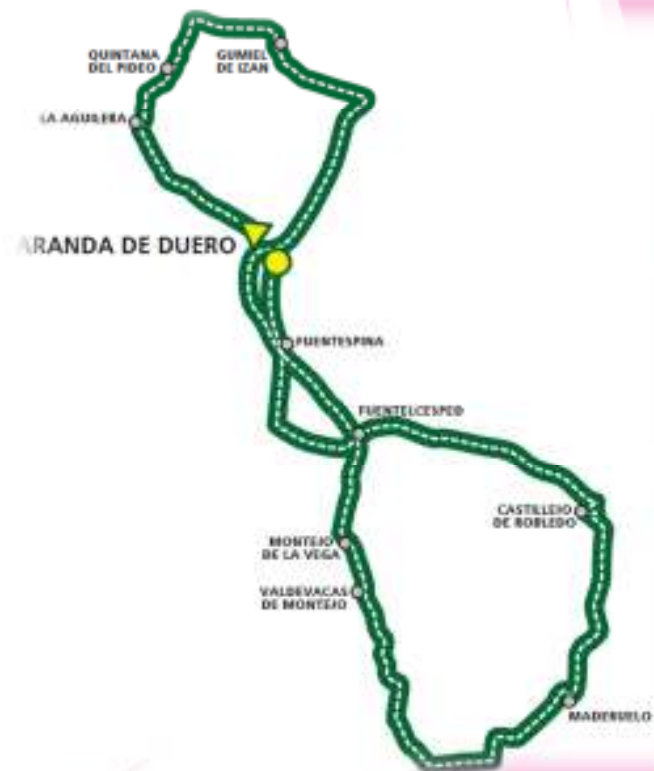 QUINTANA
DEL PIDEO
GUMIEL
DE IZAN
LA AGUILERA
ARANDA DE DUERO
FUENTESPINA
FUENTELCESPED
CASTILLEJO
DE ROBLEDO
MONTEJO
DE LA VEGA
VALDEVACAS
DE MONTEJO
MADERUELO